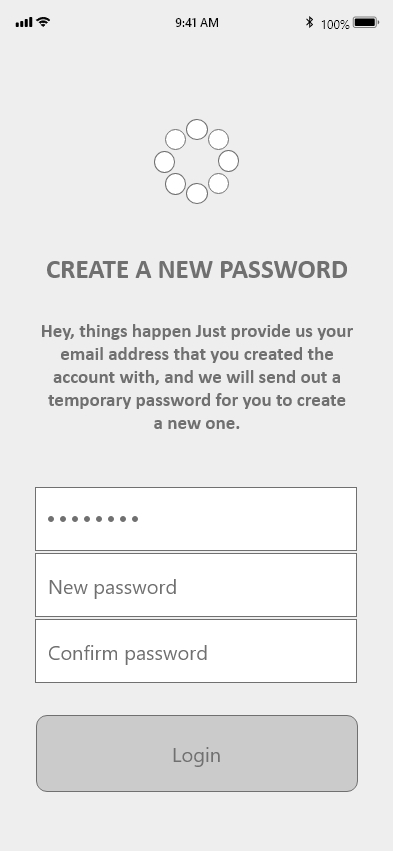 9:41 AM 100%
CREATE A NEW PASSWORD
Hey, things happen Just provide us your
email address that you created the
account with, and we will send out a
temporary password for you to create
a new one.
••••••••
New password
Confirm password
Login